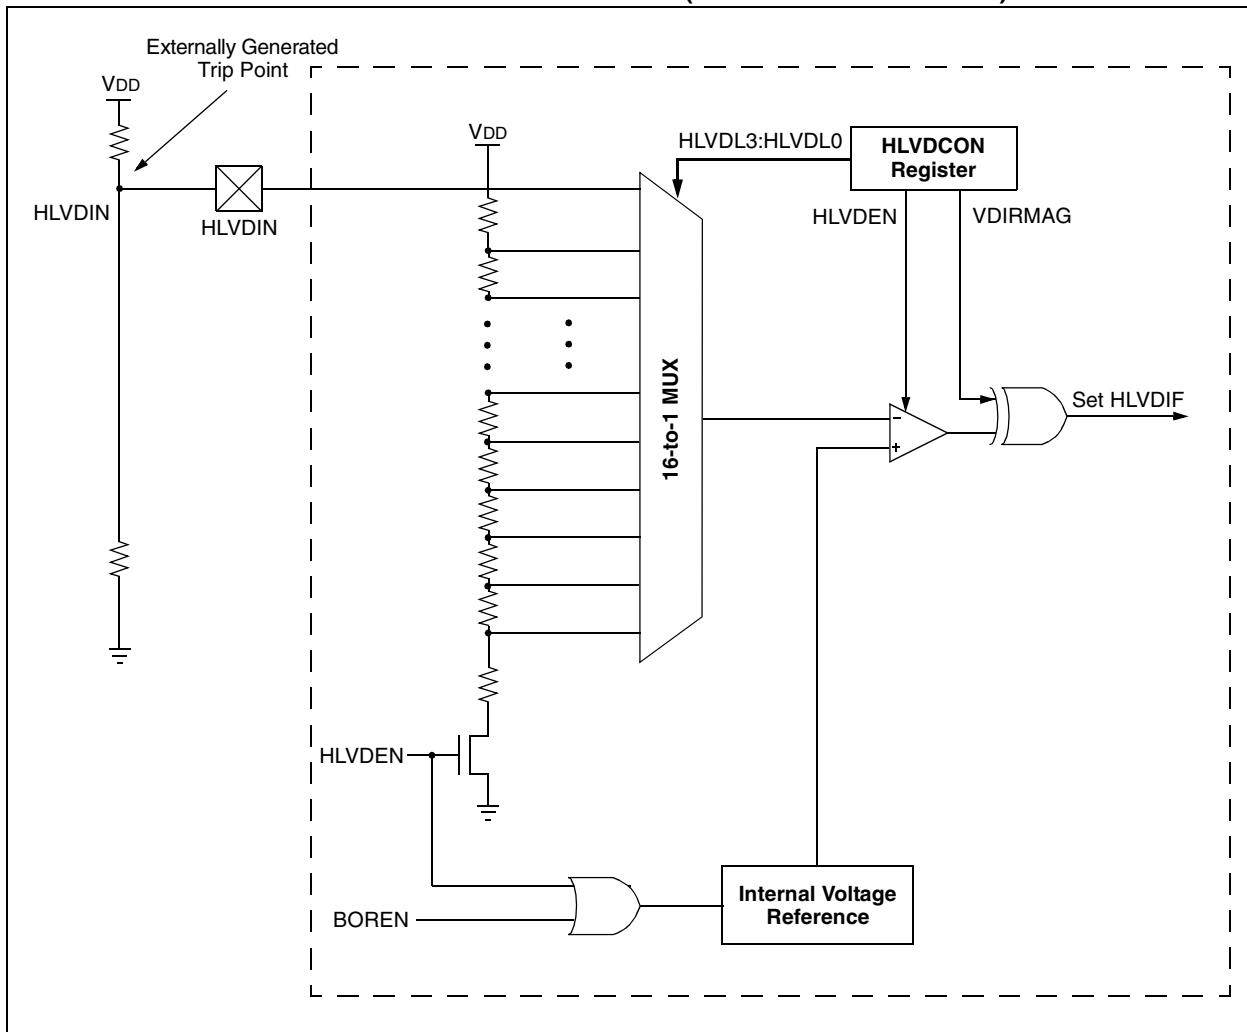 Externally Generated
Trip Point
VDD
VDD
HLVDL3:HLVDL0
HLVDCON
Register
HLVDIN
HLVDIN
HLVDEN
VDIRMAG
16-to-1 MUX
-
+
Set HLVDIF
HLVDEN
BOREN
Internal Voltage
Reference